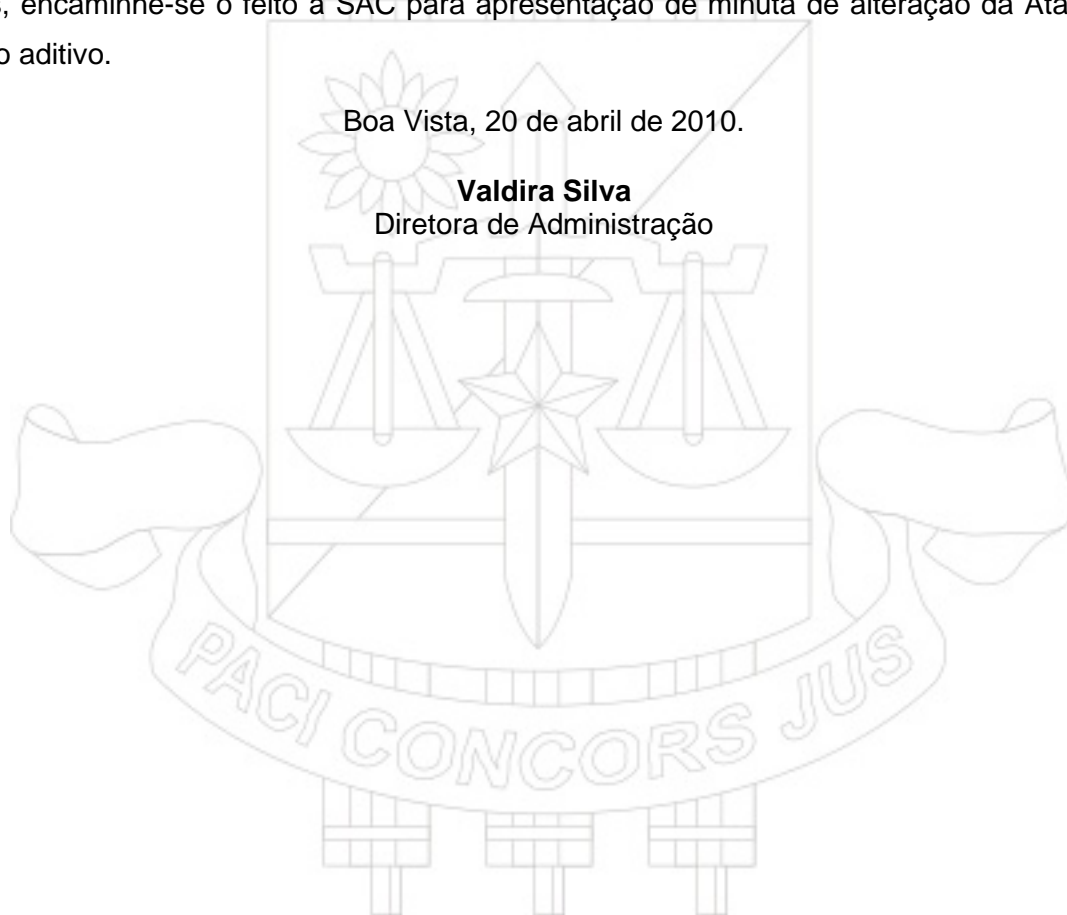 , encaminhe-se o feito à SAC para apresentação de minuta de alteração da Ata
o aditivo.
Boa Vista, 20 de abril de 2010.
Valdira Silva
Diretora de Administração
PACI CONCORS JUS